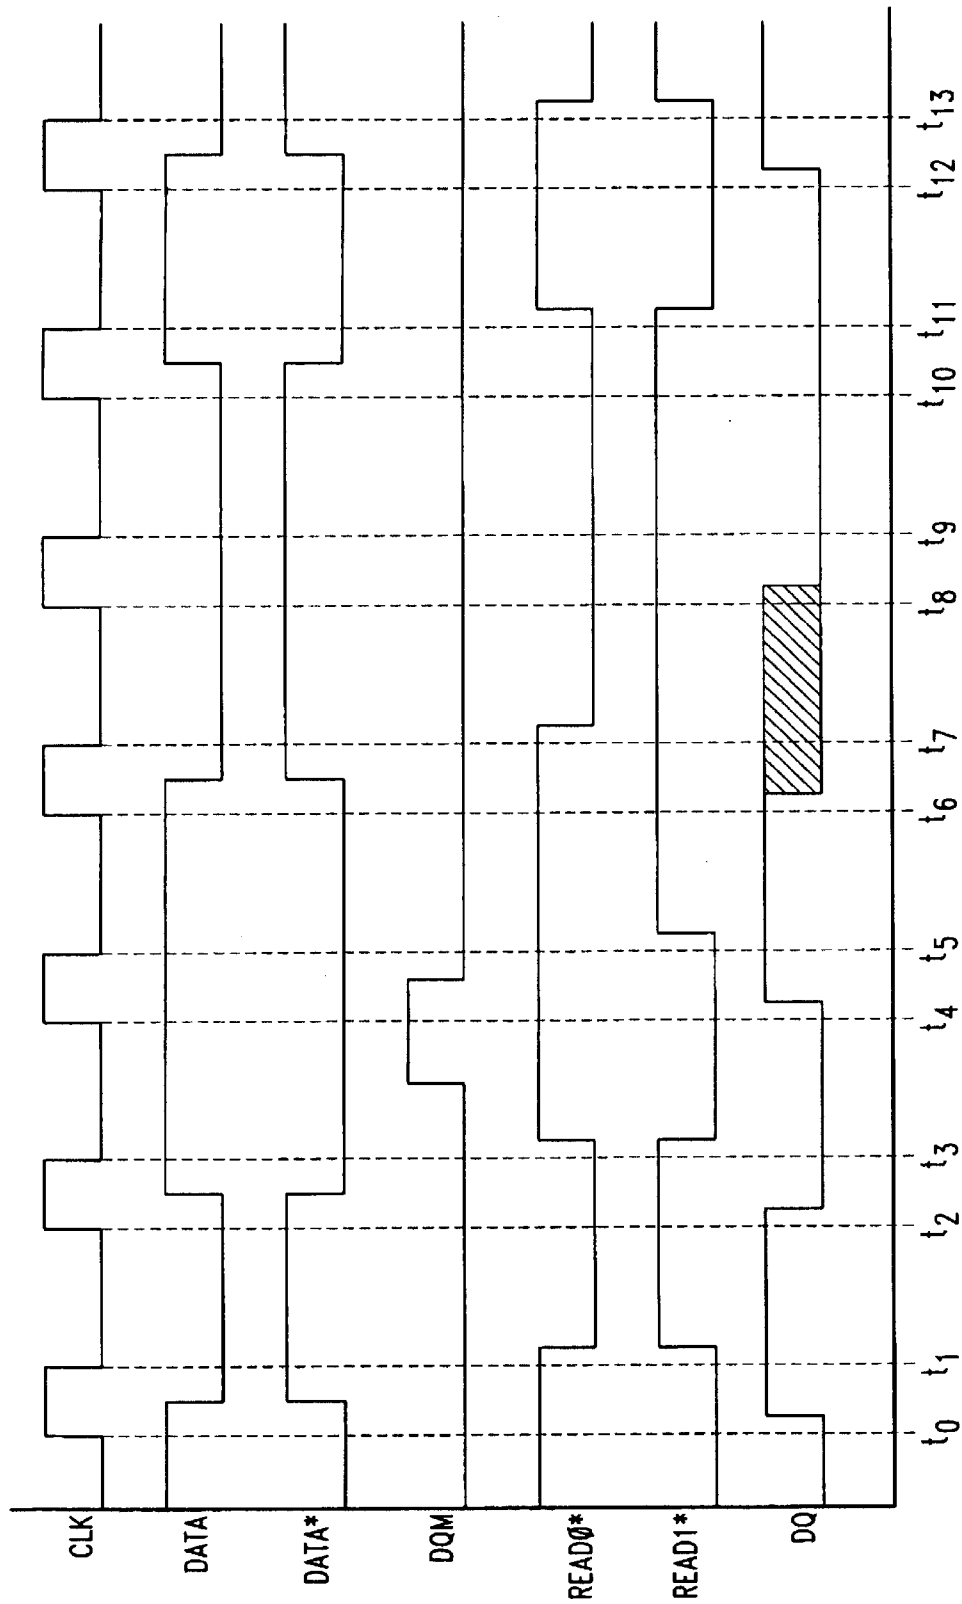 CLK
DATA
DATA*
DQM
READ0*
READ1*
DQ
t0 t1 t2 t3 t4 t5 t6 t7 t8 t9 t10 t11 t12 t13